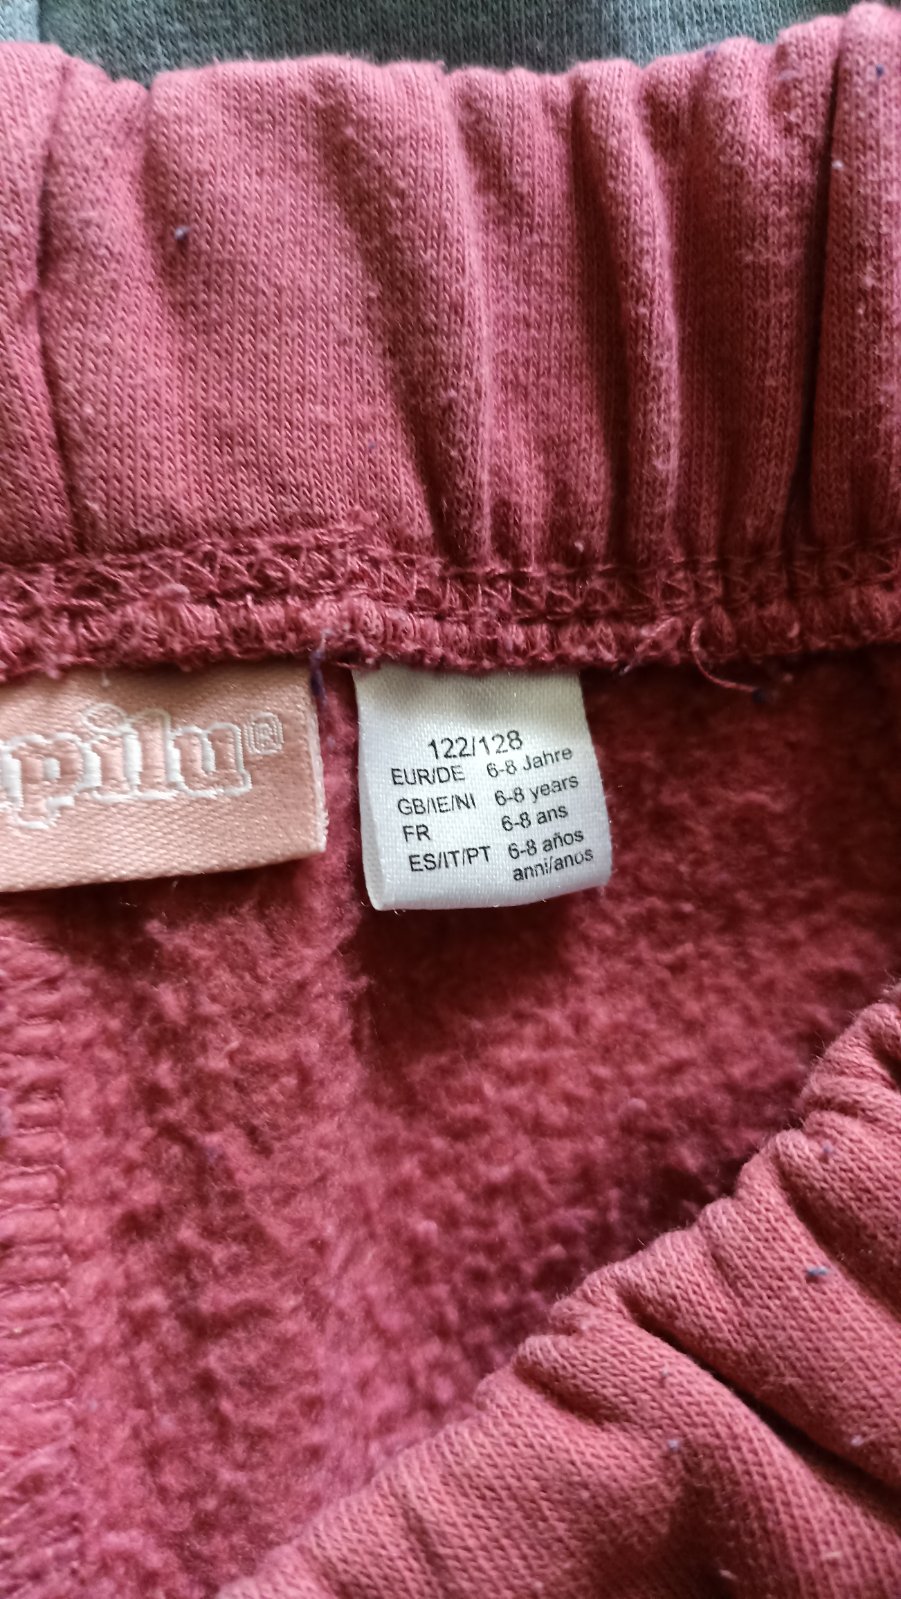 pilu®
122/128
EUR/DE 6-8 Jahre
GB/IE/NI 6-8 years
FR 6-8 ans
ES/IT/PT 6-8 años
anni/anos